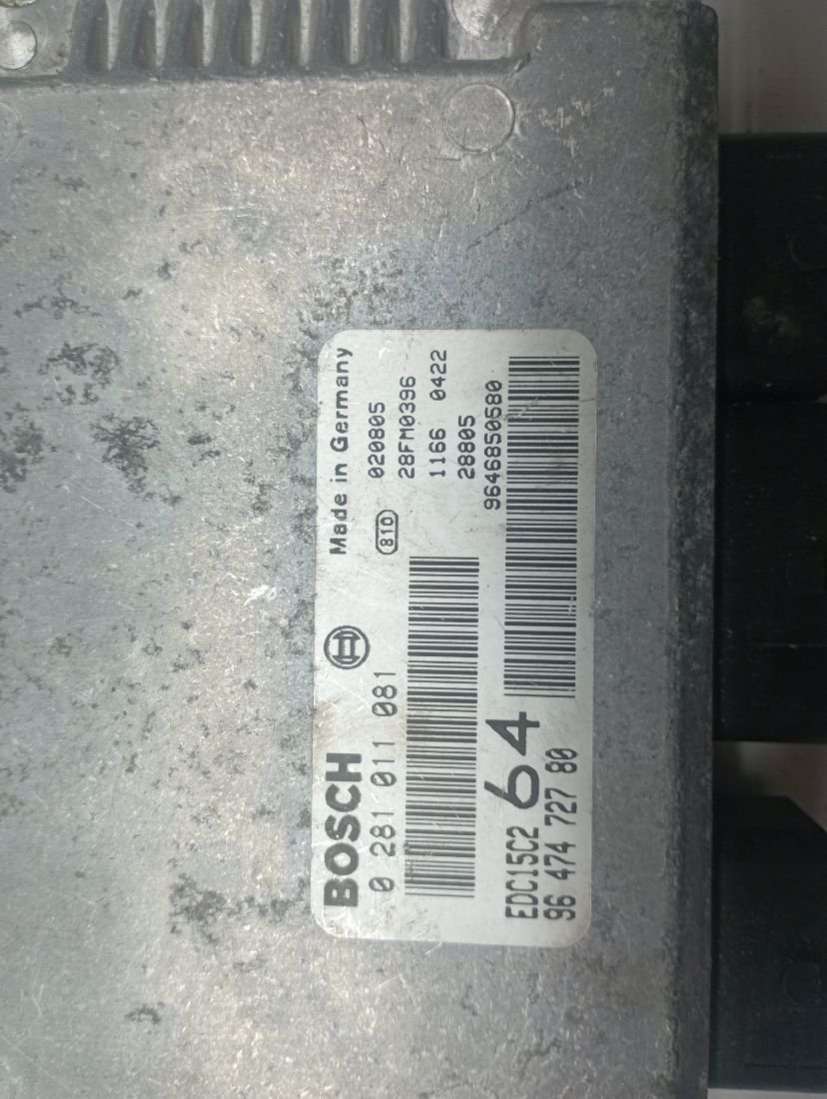 BOSCH
Made in Germany
0 281 011 081
810
020805
28FM0396
1166 0422
28805
9646850580
EDC15C2
64
96 474 727 80